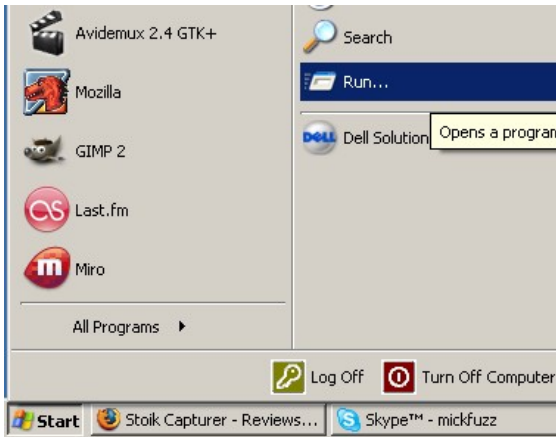 Avidemux 2.4 GTK+
Mozilla
GIMP 2
Last.fm
Miro
All Programs
Search
Run...
DELL Dell Solution
Opens a program
Log Off
Turn Off Computer
Start
Stoik Capturer - Reviews...
Skype™ - mickfuzz